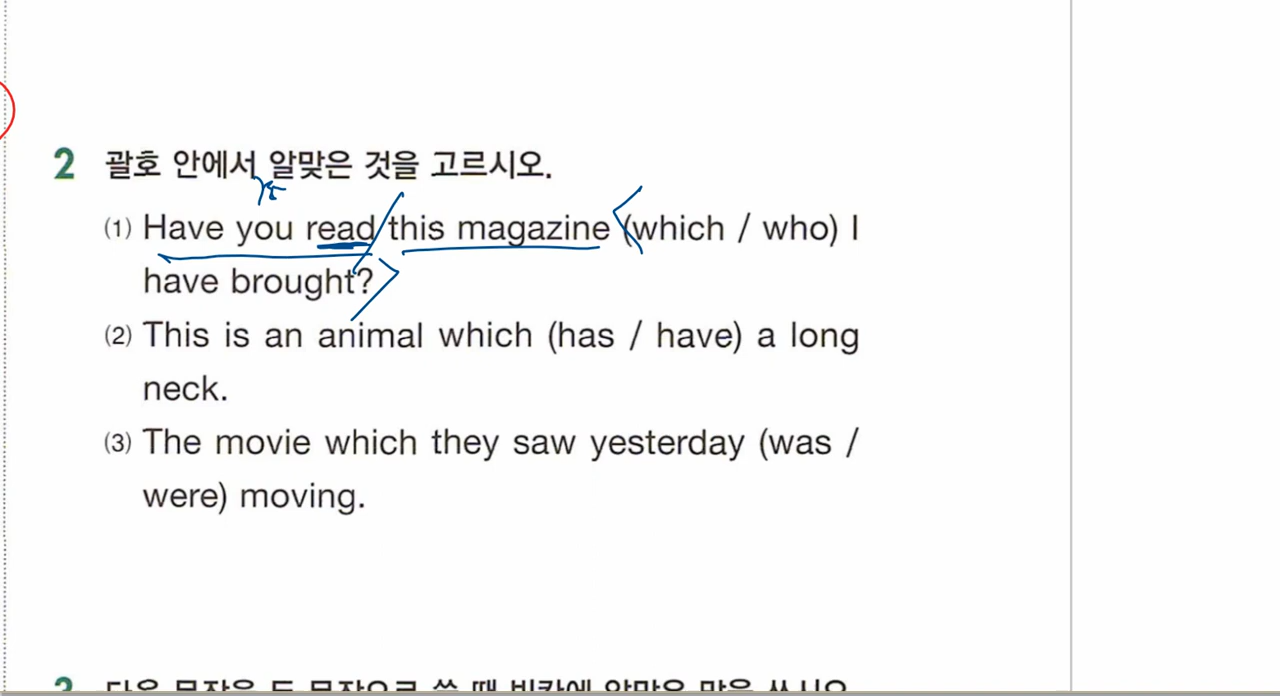 2 괄호 안에서 알맞은 것을 고르시오.
(1) Have you read this magazine (which / who) I
have brought?
(2) This is an animal which (has / have) a long
neck.
(3) The movie which they saw yesterday (was /
were) moving.